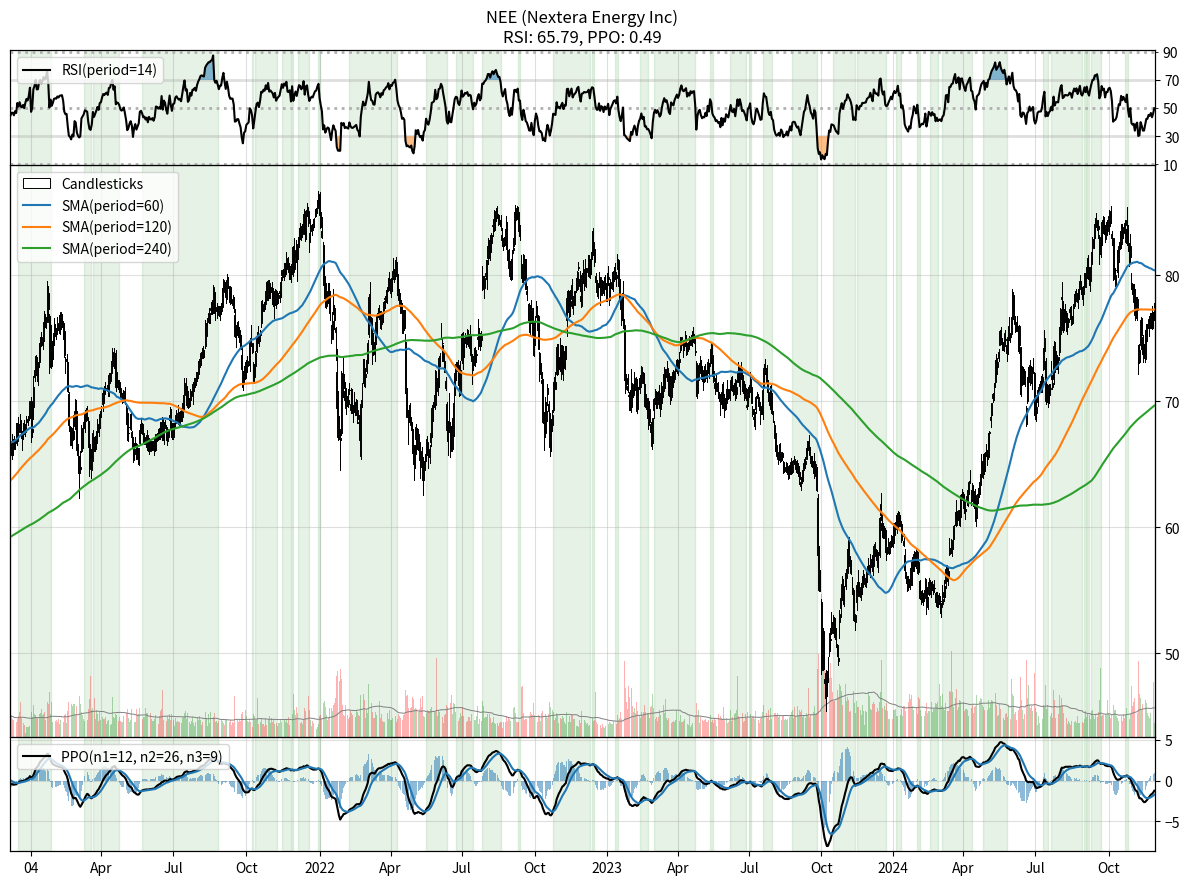 NEE (Nextera Energy Inc)
RSI: 65.79, PPO: 0.49
RSI(period=14)
90
70
50
30
10
Candlesticks
SMA(period=60)
SMA(period=120)
SMA(period=240)
80
70
60
50
PPO(n1=12, n2=26, n3=9)
5
0
−5
04 Apr Jul Oct 2022 Apr Jul Oct 2023 Apr Jul Oct 2024 Apr Jul Oct